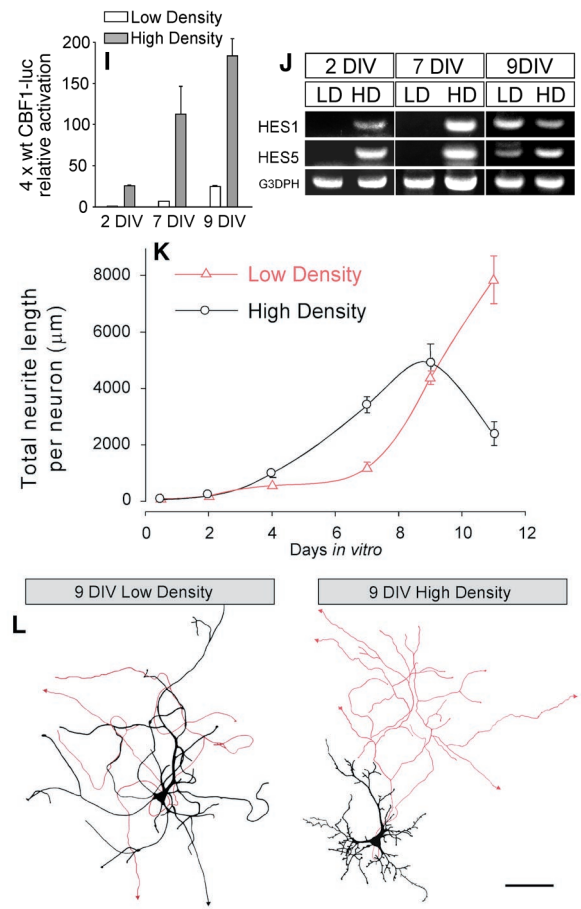 Low Density
High Density
I
4 x wt CBF1-luc
relative activation
200
150
100
50
0
2 DIV 7 DIV 9 DIV
J
2 DIV 7 DIV 9DIV
LD HD LD HD LD HD
HES1
HES5
G3DPH
K
Low Density
High Density
Total neurite length
per neuron (μm)
8000
6000
4000
2000
0
0 2 4 6 8 10 12
Days in vitro
9 DIV Low Density 9 DIV High Density
L